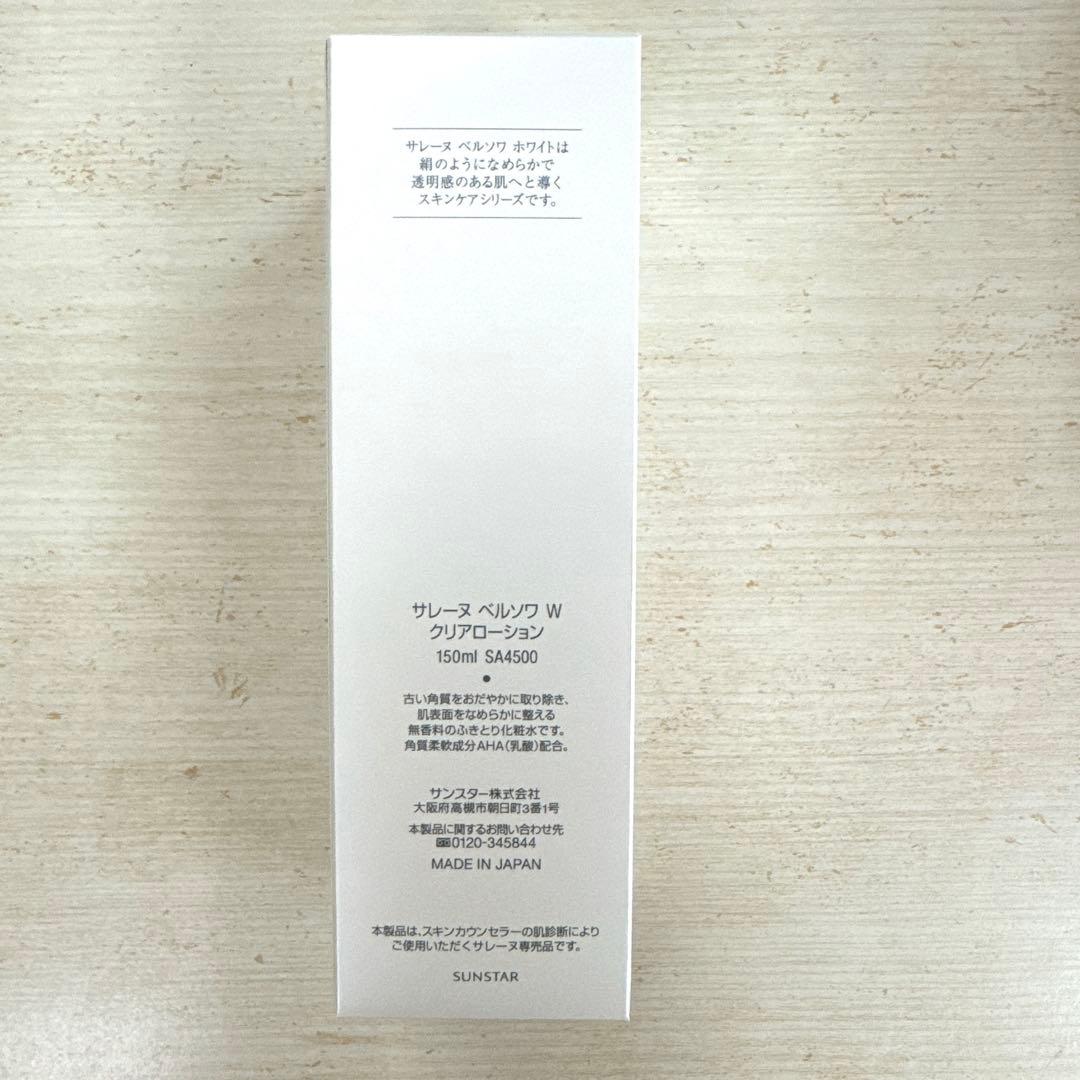 サレーヌ ベルソワ ホワイトは
絹のようになめらかで
透明感のある肌へと導く
スキンケアシリーズです。
サレーヌ ベルソワ W
クリアローション
150ml SA4500
●
古い角質をおだやかに取り除き、
肌表面をなめらかに整える
無香料のふきとり化粧水です。
角質柔軟成分AHA(乳酸)配合。
サンスター株式会社
大阪府高槻市朝日町3番1号
本製品に関するお問い合わせ先
0120-345844
MADE IN JAPAN
本製品は、スキンカウンセラーの肌診断により
ご使用いただくサレーヌ専売品です。
SUNSTAR